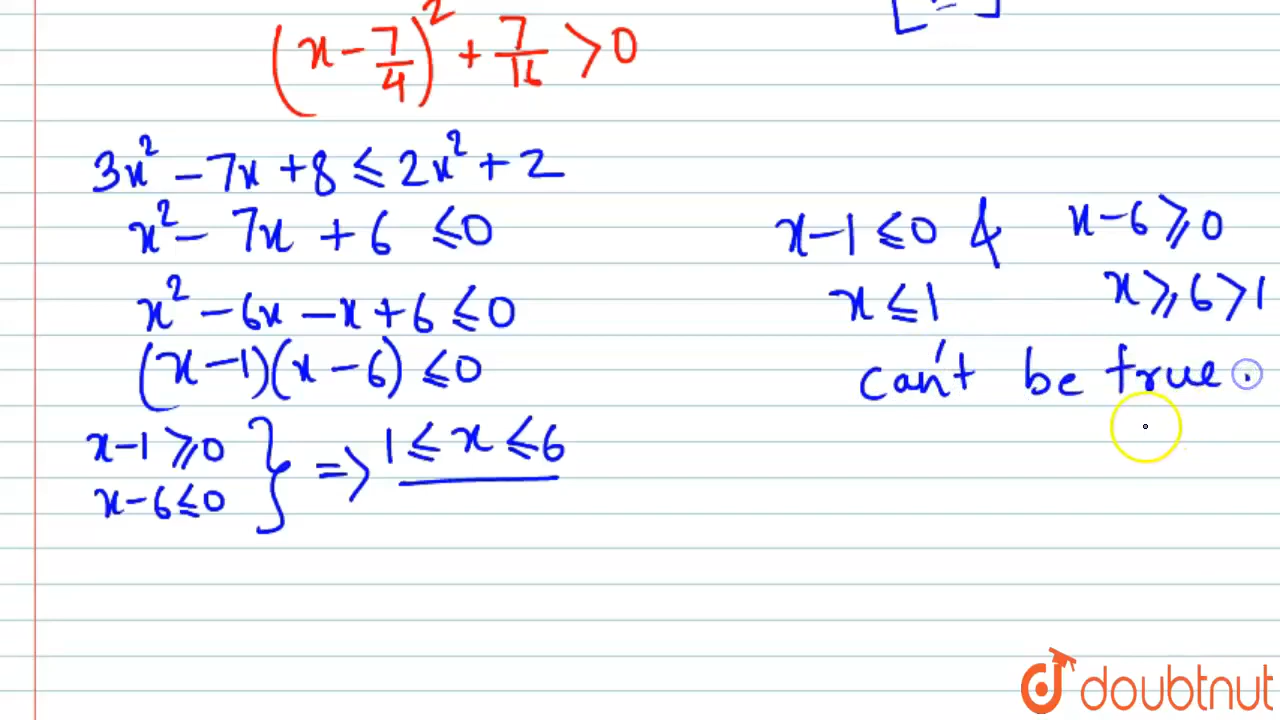 (x - 7/4)² + 7/16 > 0
3x² - 7x + 8 ≤ 2x² + 2
x² - 7x + 6 ≤ 0
x² - 6x - x + 6 ≤ 0
(x - 1)(x - 6) ≤ 0
x - 1 ≥ 0
x - 6 ≤ 0
} => 1 ≤ x ≤ 6
x - 1 ≤ 0 & x - 6 ≥ 0
x ≤ 1 x ≥ 6 > 1
can't be true.
doubtnut